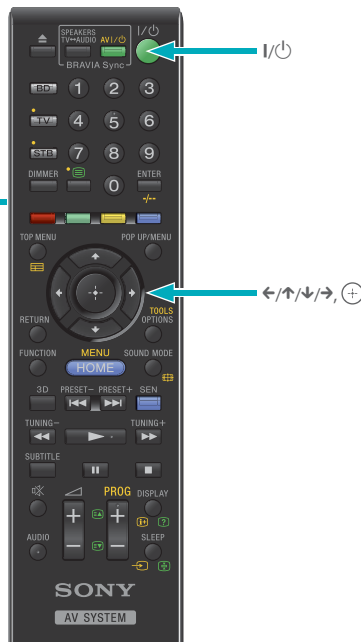 SPEAKERS
TV↔AUDIO AV I/⏻ I/⏻
BRAVIA Sync
I/⏻
BD 1 2 3
TV 4 5 6
STB 7 8 9
DIMMER 0 ENTER
-/--
TOP MENU POP UP/MENU
←/↑/↓/→, ⊕
TOOLS
RETURN OPTIONS
FUNCTION MENU SOUND MODE
HOME
3D PRESET– PRESET+ SEN
TUNING– TUNING+
SUBTITLE
PROG DISPLAY
+ +
?
AUDIO – – SLEEP
SONY
AV SYSTEM